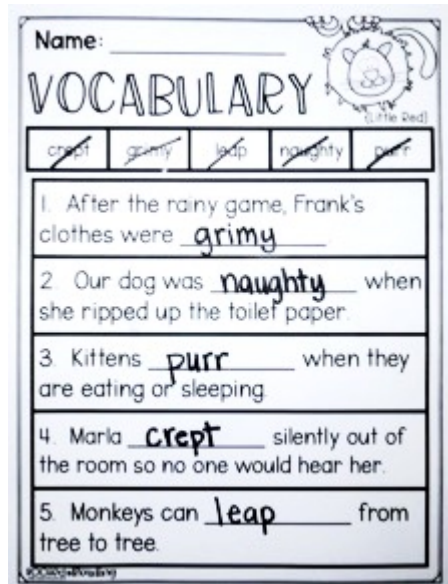 Name:
VOCABULARY
(Little Red)
crept grimy leap naughty purr
1. After the rainy game, Frank's
clothes were grimy
2. Our dog was naughty when
she ripped up the toilet paper.
3. Kittens purr when they
are eating or sleeping.
4. Marla crept silently out of
the room so no one would hear her.
5. Monkeys can leap from
tree to tree.